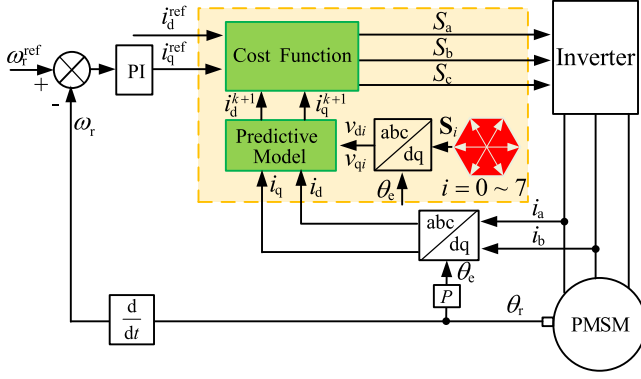 i_d^ref
ω_r^ref
i_q^ref
+
-
PI
Cost Function
S_a
S_b
S_c
Inverter
ω_r
i_d^{k+1}
i_q^{k+1}
Predictive
Model
v_di
v_qi
abc
dq
S_i
i = 0 ~ 7
θ_e
i_q
i_d
abc
dq
i_a
i_b
θ_e
P
d
dt
θ_r
PMSM